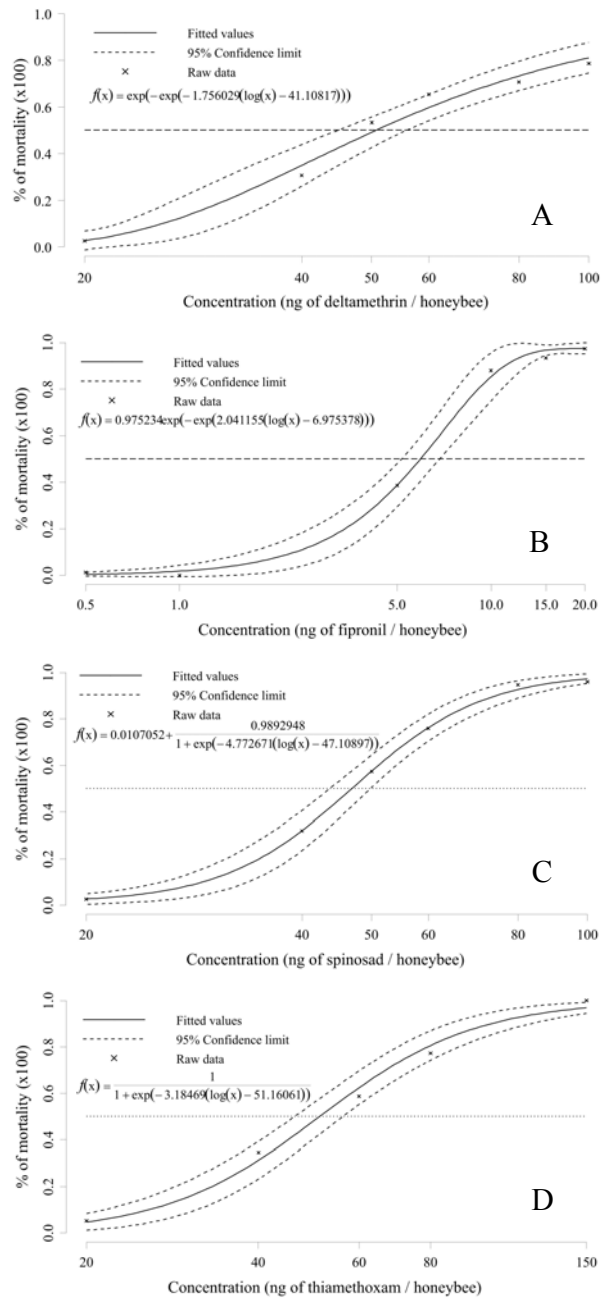 1.0
Fitted values
95% Confidence limit
× Raw data
f(x) = exp(−exp(−1.756029(log(x)−41.10817)))
0.8
0.6
0.4
0.2
0.0
% of mortality (x100)
A
20 40 50 60 80 100
Concentration (ng of deltamethrin / honeybee)
1.0
Fitted values
95% Confidence limit
× Raw data
f(x) = 0.975234exp(−exp(2.041155(log(x)−6.975378)))
0.8
0.6
0.4
0.2
0.0
% of mortality (x100)
B
0.5 1.0 5.0 10.0 15.0 20.0
Concentration (ng of fipronil / honeybee)
1.0
Fitted values
95% Confidence limit
× Raw data
f(x) = 0.0107052+ 0.9892948
1+exp(−4.772671(log(x)−47.10897))
0.8
0.6
0.4
0.2
0.0
% of mortality (x100)
C
20 40 50 60 80 100
Concentration (ng of spinosad / honeybee)
1.0
Fitted values
95% Confidence limit
× Raw data
f(x) = 1
1+exp(−3.18469(log(x)−51.16061))
0.8
0.6
0.4
0.2
0.0
% of mortality (x100)
D
20 40 60 80 150
Concentration (ng of thiamethoxam / honeybee)